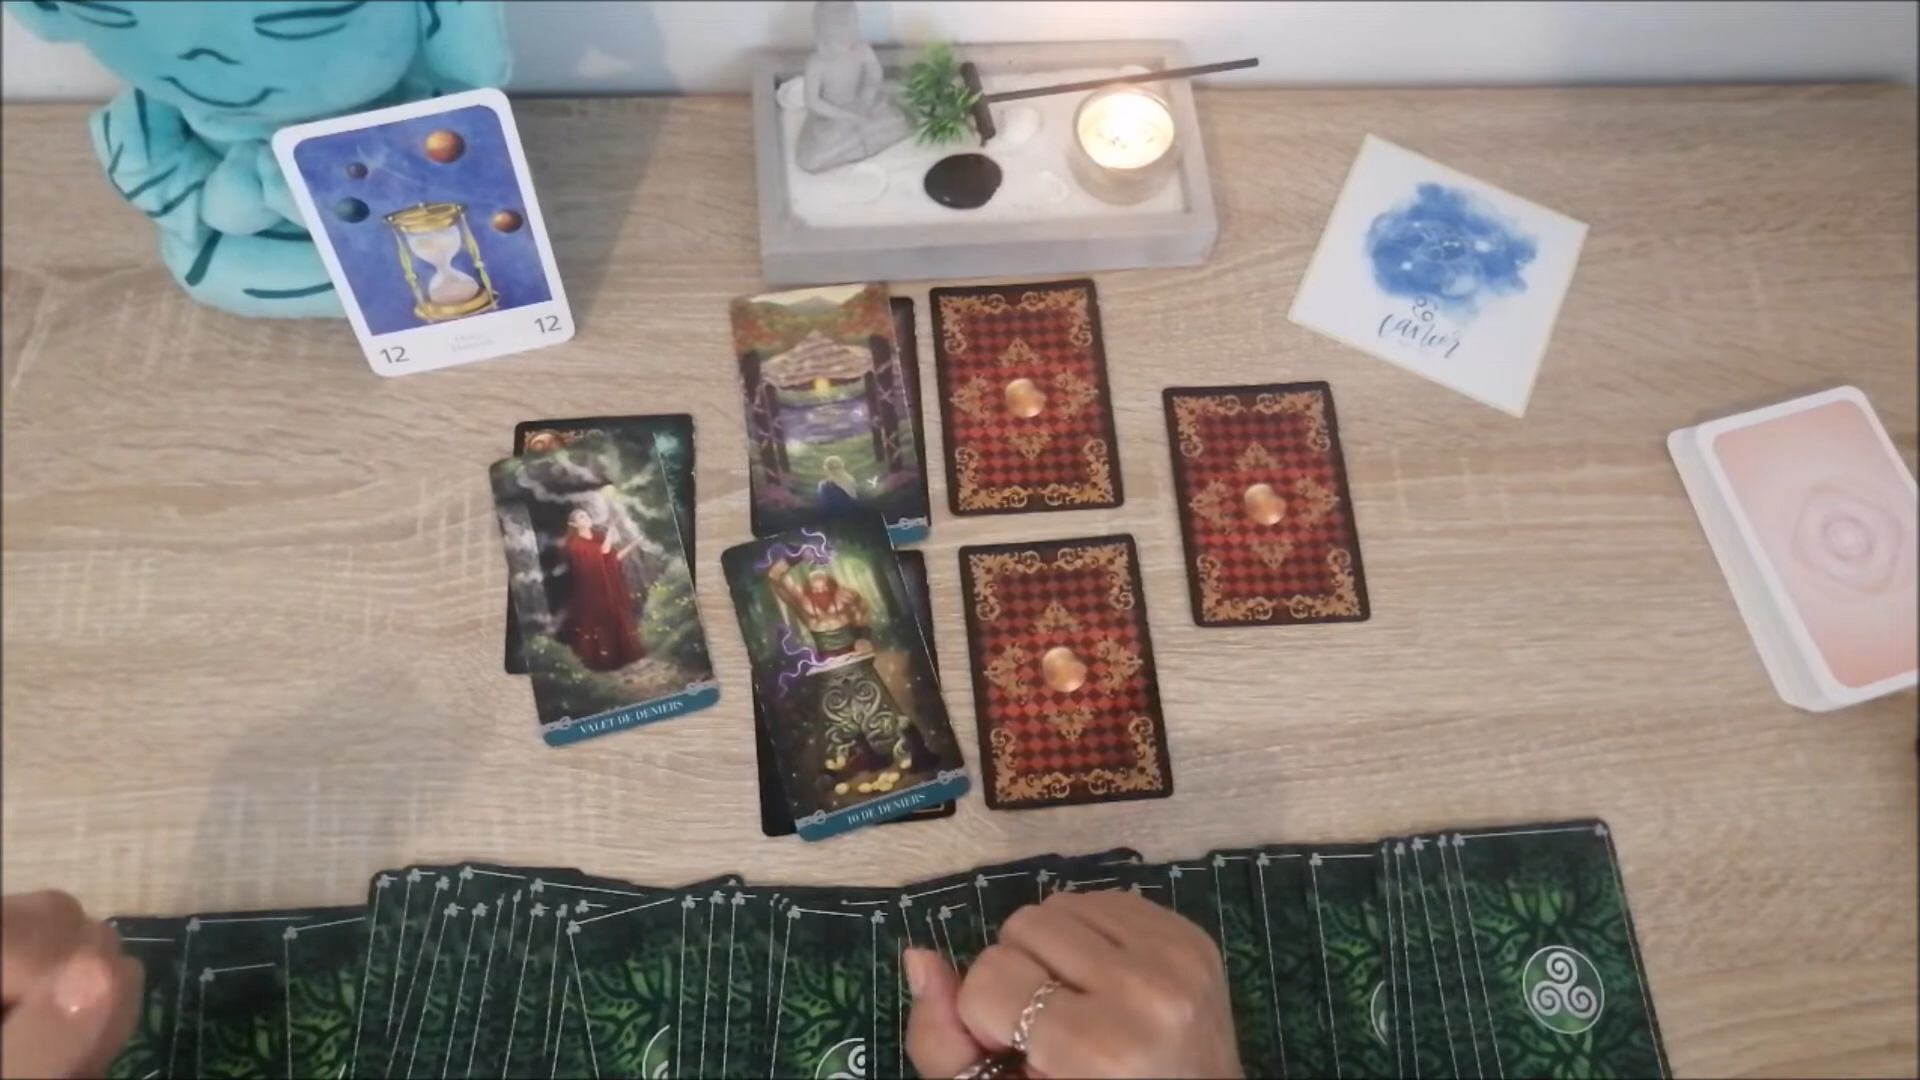 12
12
cancer
VALET DE DENIERS
10 DE DENIERS